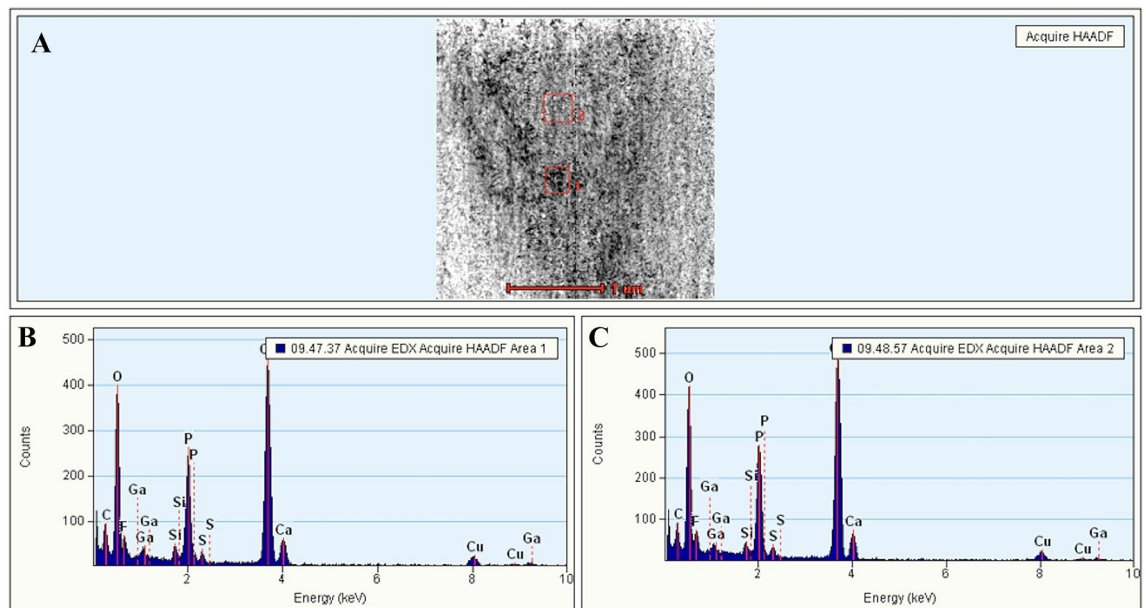 A
Acquire HAADF
2
1
1 um
B
09.47.37 Acquire EDX Acquire HAADF Area 1
Counts
500
400
300
200
100
C
O
F
Ga
Ga
Ga
Si
Si
P
P
S
S
Ca
Cu
Cu
Ga
2
4
6
8
10
Energy (keV)
C
09.48.57 Acquire EDX Acquire HAADF Area 2
Counts
500
400
300
200
100
C
O
F
Ga
Ga
Ga
Si
Si
P
P
S
S
Ca
Cu
Cu
Ga
2
4
6
8
10
Energy (keV)